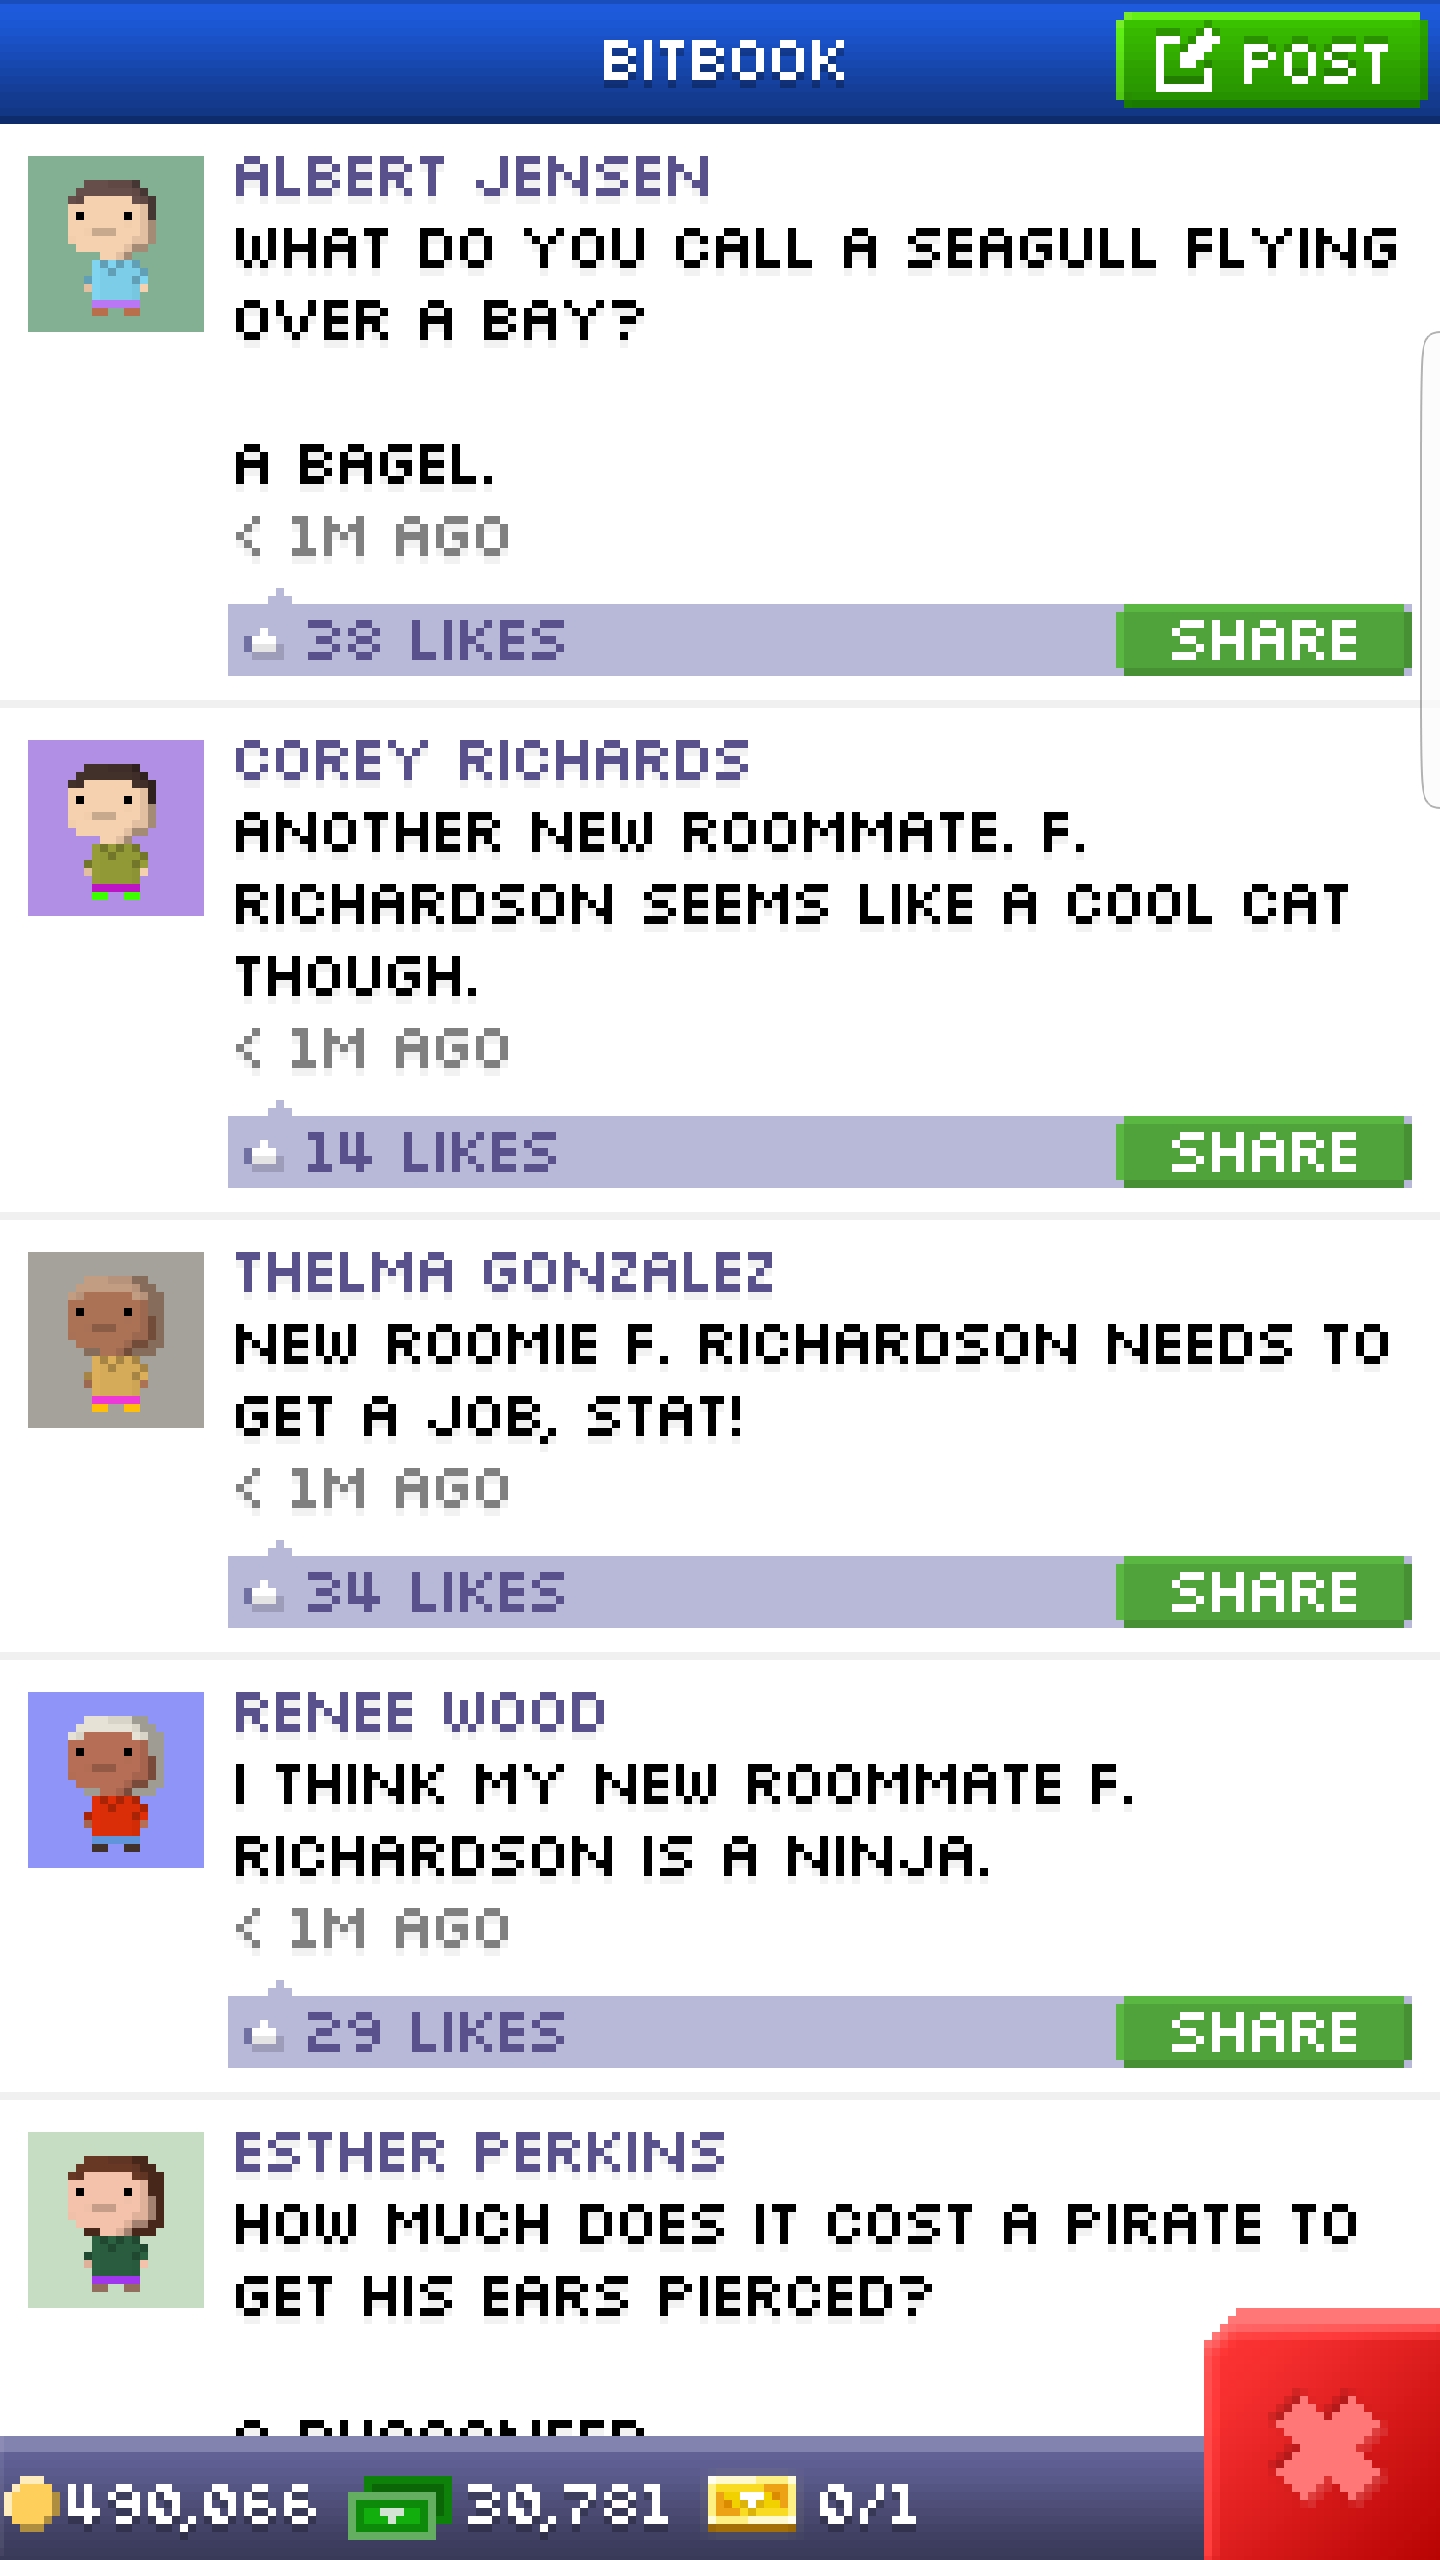 BITBOOK
POST
ALBERT JENSEN
WHAT DO YOU CALL A SEAGULL FLYING
OVER A BAY?
A BAGEL.
< 1M AGO
38 LIKES
SHARE
COREY RICHARDS
ANOTHER NEW ROOMMATE. F.
RICHARDSON SEEMS LIKE A COOL CAT
THOUGH.
< 1M AGO
14 LIKES
SHARE
THELMA GONZALEZ
NEW ROOMIE F. RICHARDSON NEEDS TO
GET A JOB, STAT!
< 1M AGO
34 LIKES
SHARE
RENEE WOOD
I THINK MY NEW ROOMMATE F.
RICHARDSON IS A NINJA.
< 1M AGO
29 LIKES
SHARE
ESTHER PERKINS
HOW MUCH DOES IT COST A PIRATE TO
GET HIS EARS PIERCED?
490,066
30,781
0/1